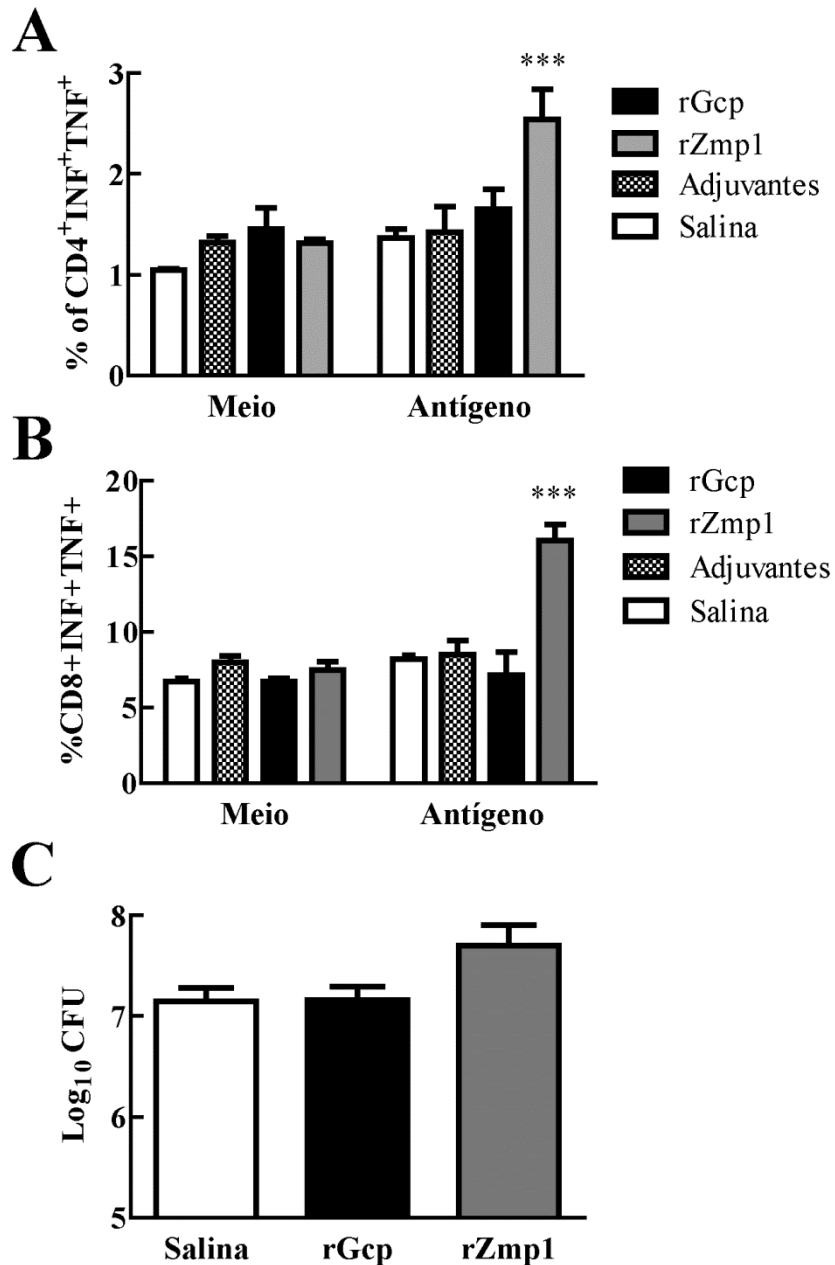 A
% of CD4+INF+TNF+
3
2
1
0
***
Meio
Antígeno
rGcp
rZmp1
Adjuvantes
Salina
B
%CD8+INF+TNF+
20
15
10
5
0
***
Meio
Antígeno
rGcp
rZmp1
Adjuvantes
Salina
C
Log10 CFU
8
7
6
5
Salina
rGcp
rZmp1